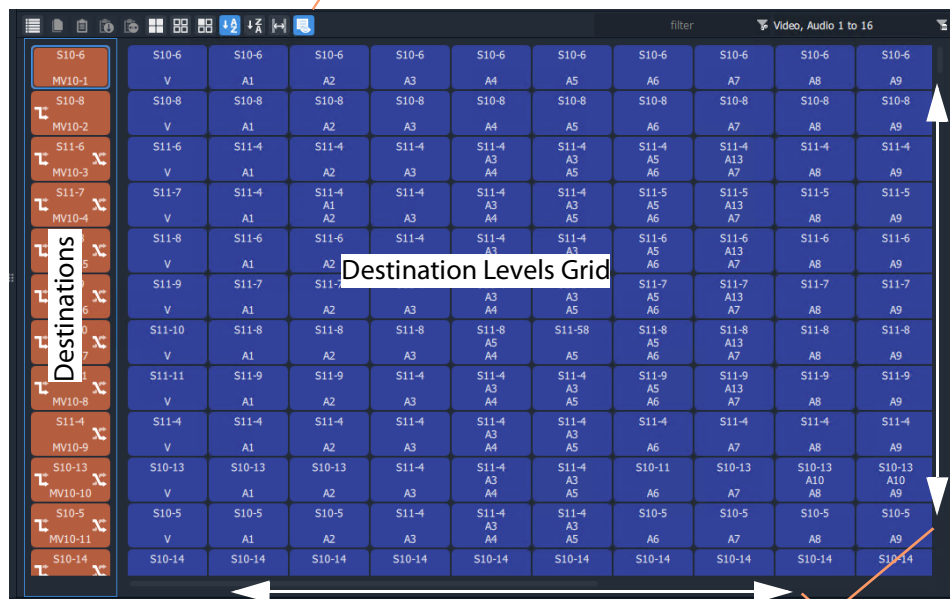 filter Video, Audio 1 to 16
S10-6 S10-6 S10-6 S10-6 S10-6 S10-6 S10-6 S10-6 S10-6 S10-6 S10-6
MV10-1 V A1 A2 A3 A4 A5 A6 A7 A8 A9
S10-8 S10-8 S10-8 S10-8 S10-8 S10-8 S10-8 S10-8 S10-8 S10-8 S10-8
MV10-2 V A1 A2 A3 A4 A5 A6 A7 A8 A9
S11-6 S11-6 S11-4 S11-4 S11-4 S11-4 S11-4 S11-4 S11-4 S11-4 S11-4
A3 A3 A5 A13
MV10-3 V A1 A2 A3 A4 A5 A6 A7 A8 A9
S11-7 S11-7 S11-4 S11-4 S11-4 S11-4 S11-4 S11-5 S11-5 S11-5 S11-5
A1 A3 A3 A5 A13
MV10-4 V A1 A2 A3 A4 A5 A6 A7 A8 A9
S11-8 S11-6 S11-6 S11-4 S11-4 S11-4 S11-6 S11-6 S11-6 S11-6
A3 A3 A5 A13
5 V A1 A2 A6 A7 A8 A9
Destinations
Destination Levels Grid
S11-9 S11-7 S11-7 S11-7 S11-7 S11-7
A3 A3 A5 A13
6 V A1 A2 A3 A4 A5 A6 A7 A8 A9
S11-10 S11-8 S11-8 S11-8 S11-8 S11-58 S11-8 S11-8 S11-8 S11-8
A5 A5 A13
7 V A1 A2 A3 A4 A5 A6 A7 A8 A9
S11-11 S11-9 S11-9 S11-4 S11-4 S11-4 S11-9 S11-9 S11-9 S11-9
A3 A3 A5 A13
MV10-8 V A1 A2 A3 A4 A5 A6 A7 A8 A9
S11-4 S11-4 S11-4 S11-4 S11-4 S11-4 S11-4 S11-4 S11-4 S11-4 S11-4
A3 A3
MV10-9 V A1 A2 A3 A4 A5 A6 A7 A8 A9
S10-13 S10-13 S10-13 S10-13 S11-4 S11-4 S11-4 S10-11 S10-13 S10-13 S10-13
A3 A3 A10 A10
MV10-10 V A1 A2 A3 A4 A5 A6 A7 A8 A9
S10-5 S10-5 S10-5 S10-5 S11-4 S11-4 S11-4 S10-5 S10-5 S10-5 S10-5
A3 A3
MV10-11 V A1 A2 A3 A4 A5 A6 A7 A8 A9
S10-14 S10-14 S10-14 S10-14 S10-14 S10-14 S10-14 S10-14 S10-14 S10-14 S10-14